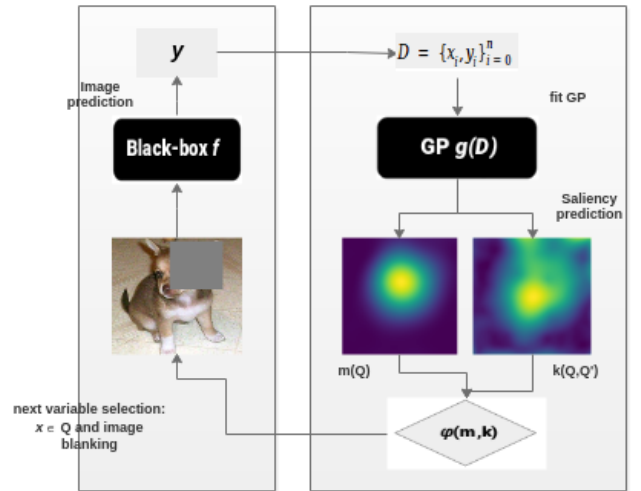 y
D = {x_i, y_i}^n_{i = 0}
Image
prediction
fit GP
Black-box f
GP g(D)
Saliency
prediction
m(Q)
k(Q,Q')
next variable selection:
x ∈ Q and image
blanking
φ(m,k)